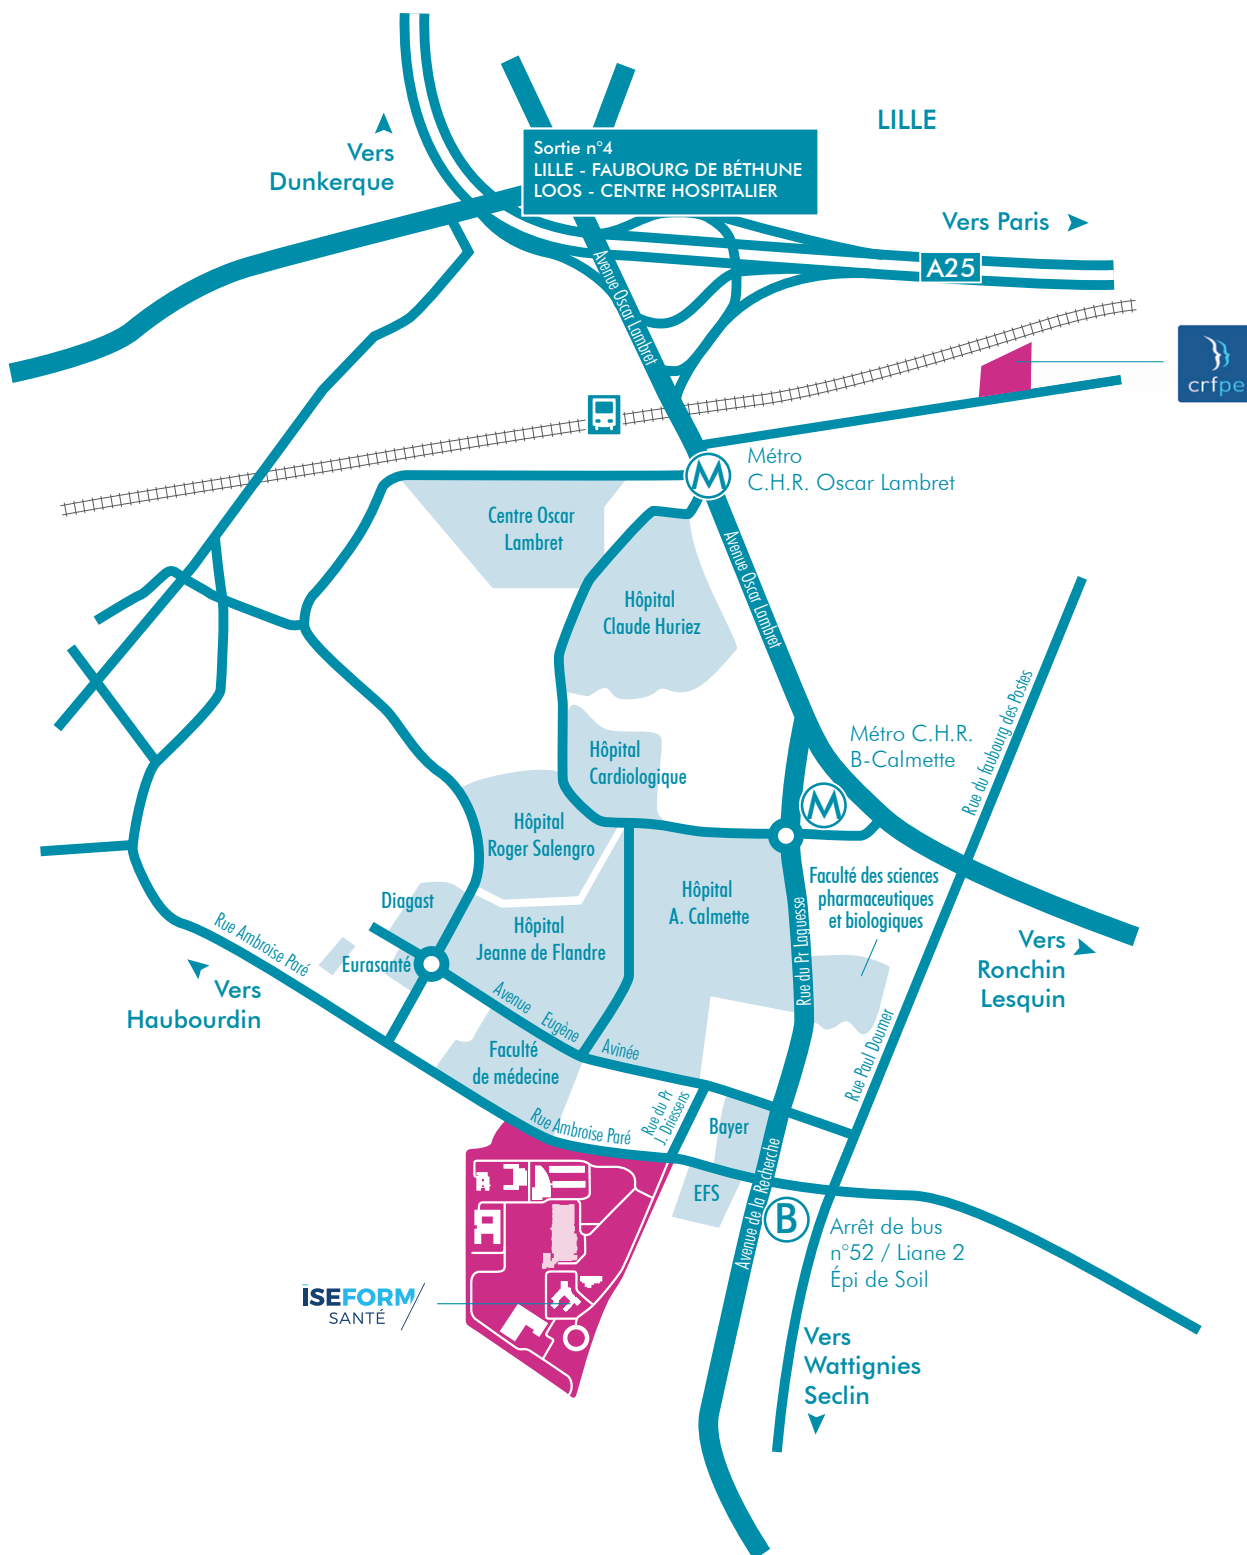 LILLE
Vers
Dunkerque
Sortie n°4
LILLE - FAUBOURG DE BÉTHUNE
LOOS - CENTRE HOSPITALIER
Vers Paris
A25
Avenue Oscar Lambret
crfpe
Métro
C.H.R. Oscar Lambret
M
Centre Oscar
Lambret
Avenue Oscar Lambret
Hôpital
Claude Huriez
Rue du faubourg des Postes
Métro C.H.R.
B-Calmette
M
Hôpital
Cardiologique
Hôpital
Roger Salengro
Faculté des sciences
pharmaceutiques
et biologiques
Diagast
Hôpital
A. Calmette
Rue du Pr Laguesse
Rue Ambroise Paré
Hôpital
Jeanne de Flandre
Eurasanté
Vers
Ronchin
Lesquin
Vers
Haubourdin
Avenue Eugène Avinée
Rue Paul Doumer
Faculté
de médecine
Rue Ambroise Paré
Rue du Pr
J. Driessens
Bayer
EFS
Avenue de la Recherche
B
Arrêt de bus
n°52 / Liane 2
Épi de Soil
ISEFORM
SANTÉ
Vers
Wattignies
Seclin